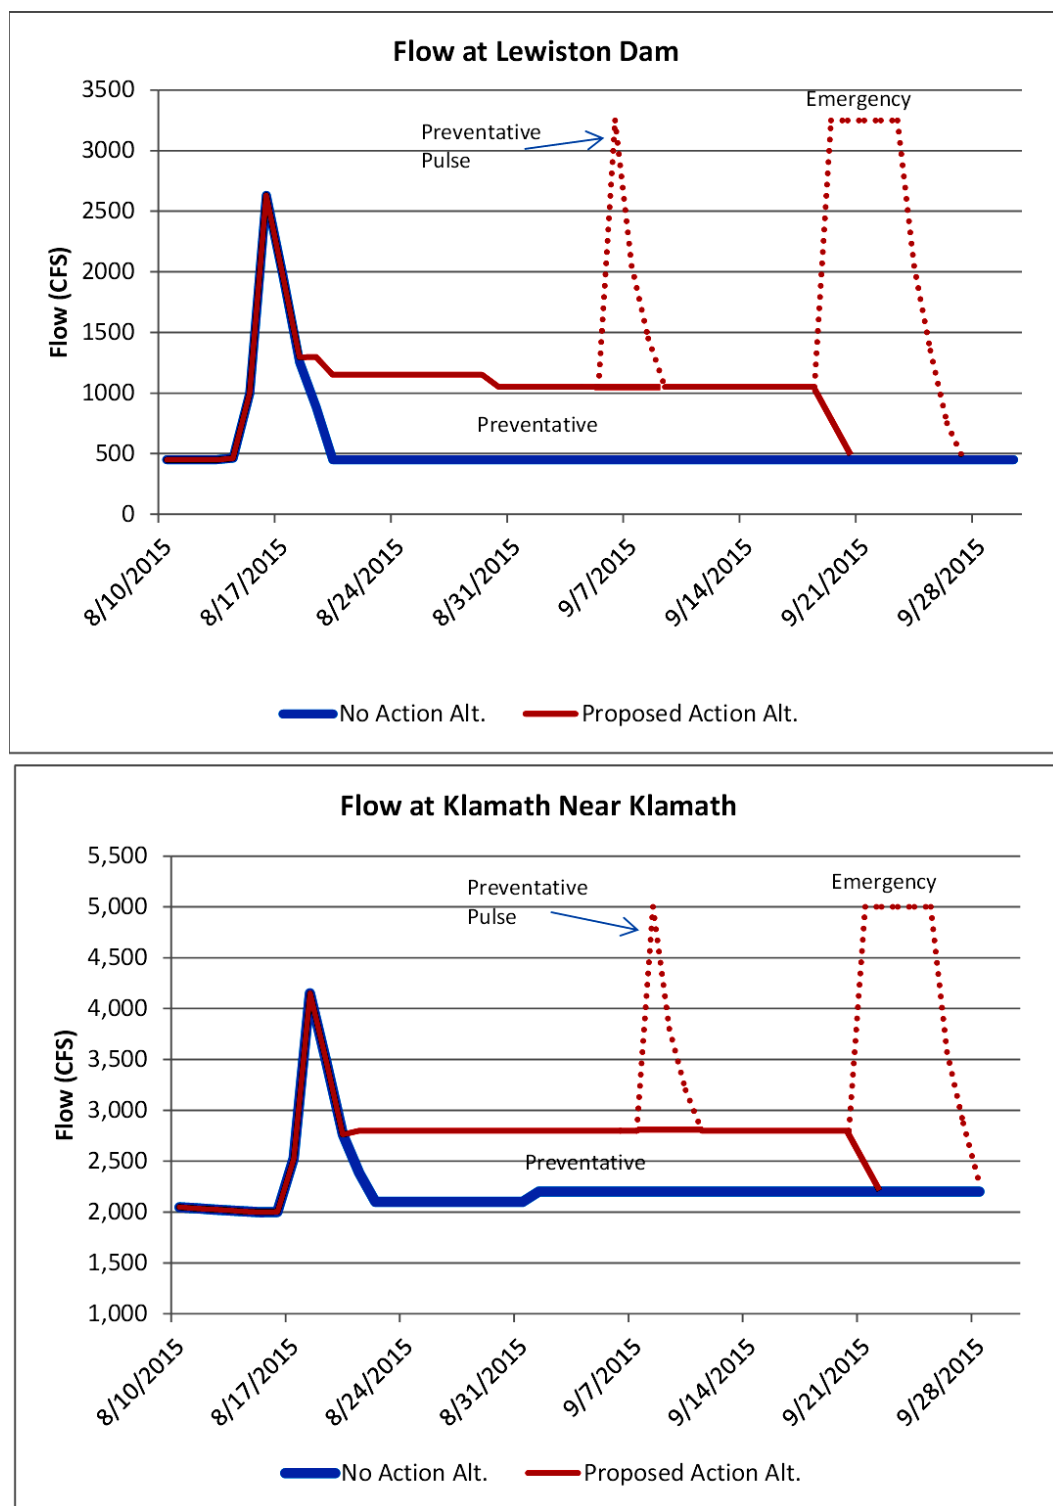 Flow at Lewiston Dam
3500
3000
2500
2000
1500
1000
500
0
Flow (CFS)
Preventative
Pulse
Emergency
Preventative
8/10/2015
8/17/2015
8/24/2015
8/31/2015
9/7/2015
9/14/2015
9/21/2015
9/28/2015
No Action Alt.
Proposed Action Alt.
Flow at Klamath Near Klamath
5,500
5,000
4,500
4,000
3,500
3,000
2,500
2,000
1,500
1,000
Flow (CFS)
Preventative
Pulse
Emergency
Preventative
8/10/2015
8/17/2015
8/24/2015
8/31/2015
9/7/2015
9/14/2015
9/21/2015
9/28/2015
No Action Alt.
Proposed Action Alt.